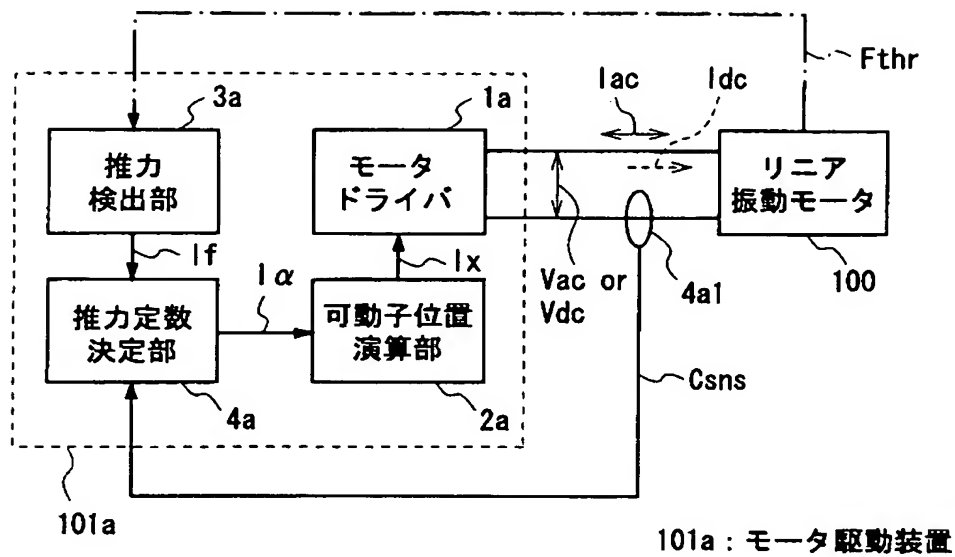 Fthr
3a
1a
Iac
Idc
推力
検出部
モータ
ドライバ
リニア
振動モータ
If
Iα
Ix
Vac or
Vdc
4a1
100
推力定数
決定部
可動子位置
演算部
Csns
4a
2a
101a
101a：モータ駆動装置